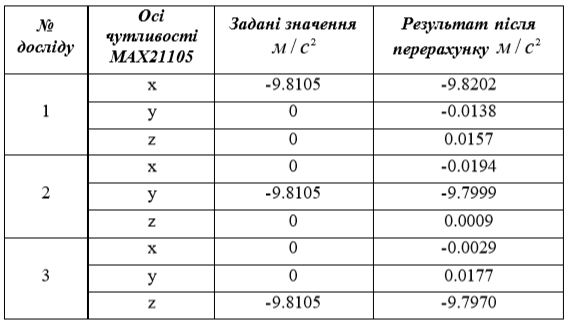 № досліду | Осі чутливості MAX21105 | Задані значення м / с² | Результат після перерахунку м / с²
1 | x | -9.8105 | -9.8202
y | 0 | -0.0138
z | 0 | 0.0157
2 | x | 0 | -0.0194
y | -9.8105 | -9.7999
z | 0 | 0.0009
3 | x | 0 | -0.0029
y | 0 | 0.0177
z | -9.8105 | -9.7970